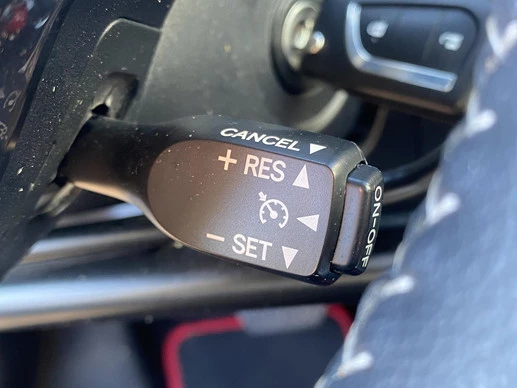 CANCEL ▼
+ RES ▲
◀
- SET ▼
ON-OFF